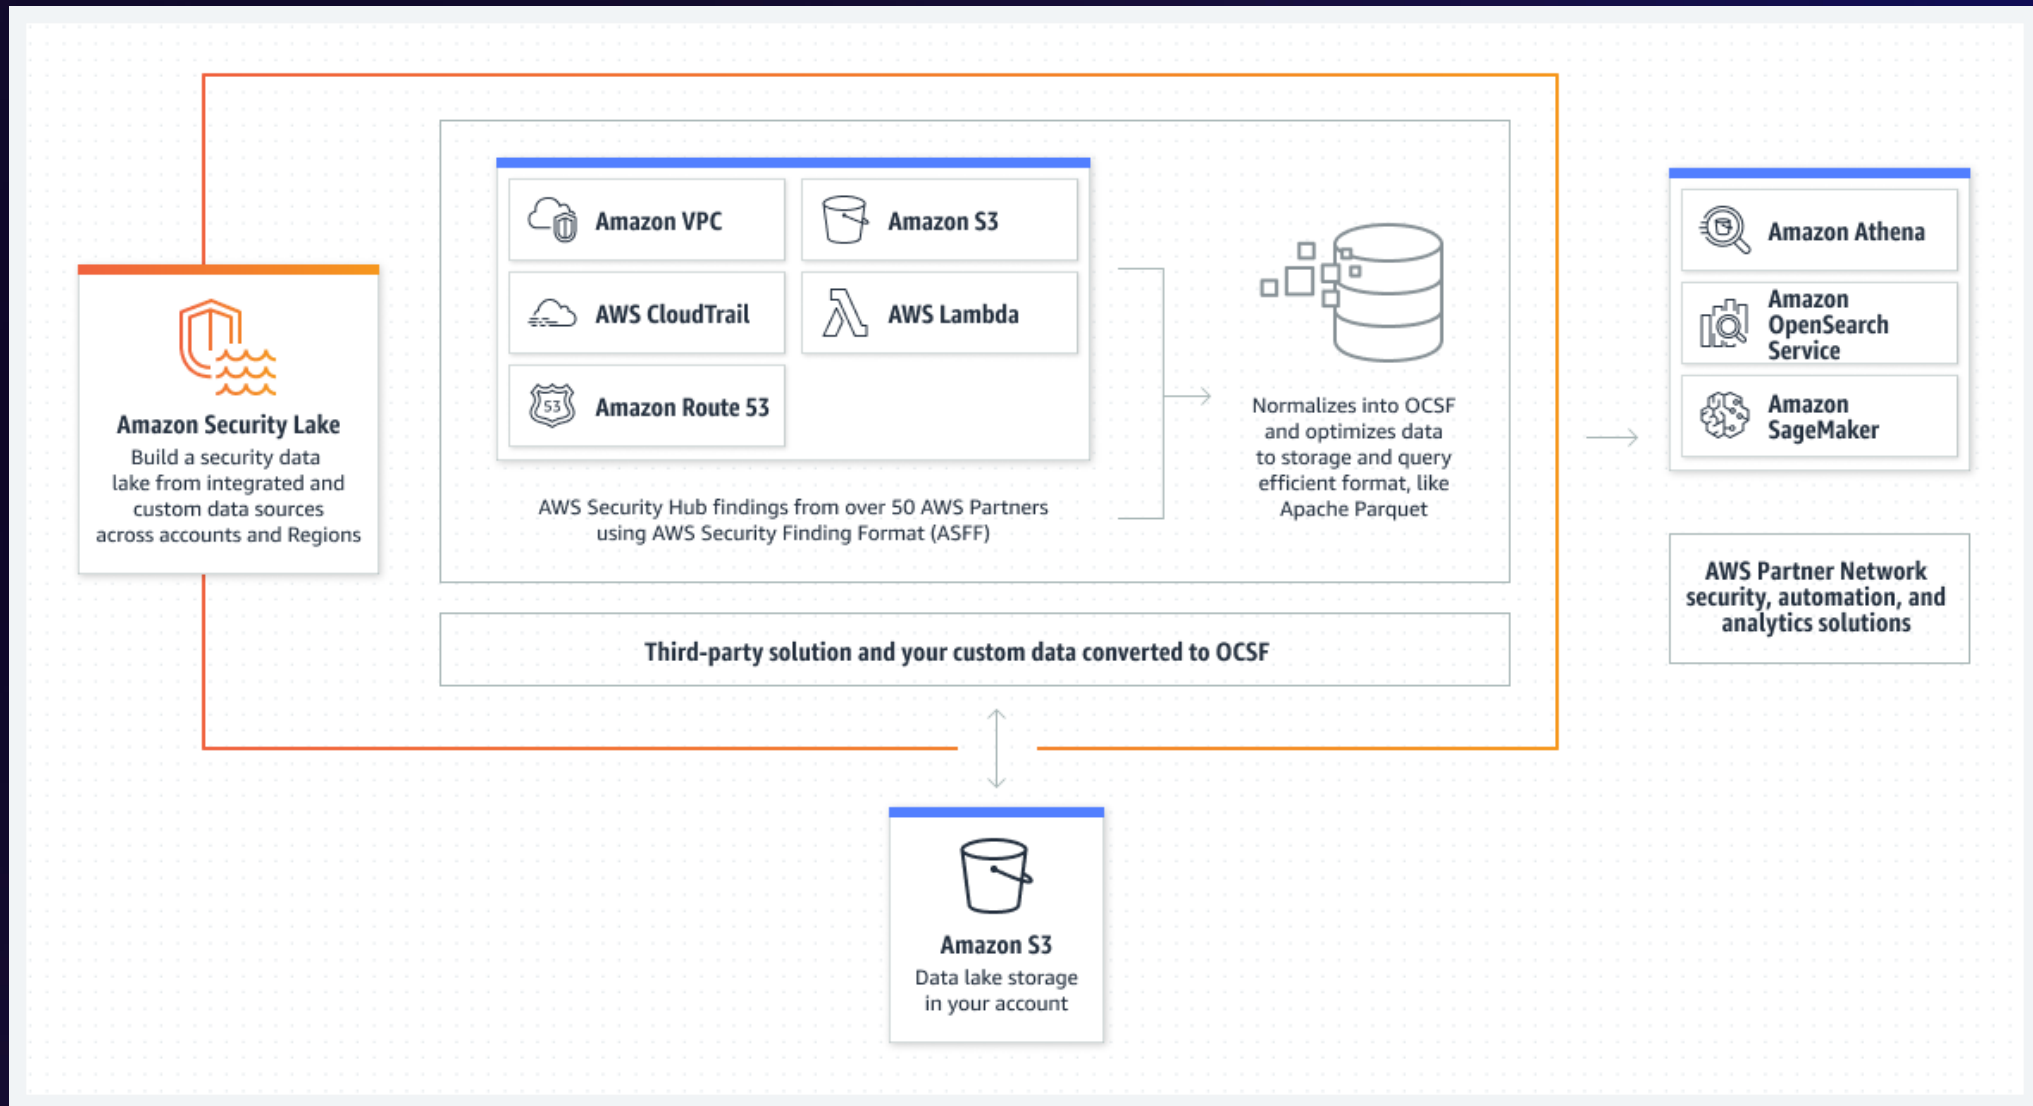 Amazon Security Lake
Build a security data
lake from integrated and
custom data sources
across accounts and Regions
Amazon VPC
Amazon S3
AWS CloudTrail
AWS Lambda
53
Amazon Route 53
AWS Security Hub findings from over 50 AWS Partners
using AWS Security Finding Format (ASFF)
Normalizes into OCSF
and optimizes data
to storage and query
efficient format, like
Apache Parquet
Third-party solution and your custom data converted to OCSF
Amazon S3
Data lake storage
in your account
Amazon Athena
Amazon
OpenSearch
Service
Amazon
SageMaker
AWS Partner Network
security, automation, and
analytics solutions